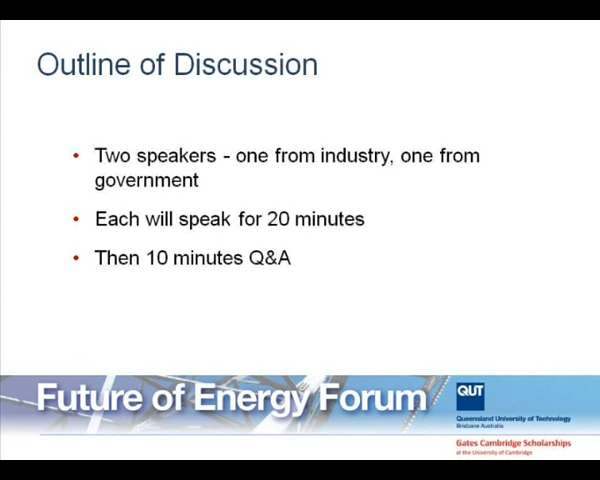 Outline of Discussion
• Two speakers - one from industry, one from
government
• Each will speak for 20 minutes
• Then 10 minutes Q&A
Future of Energy Forum
QUT
Queensland University of Technology
Brisbane Australia
Gates Cambridge Scholarships
at the University of Cambridge